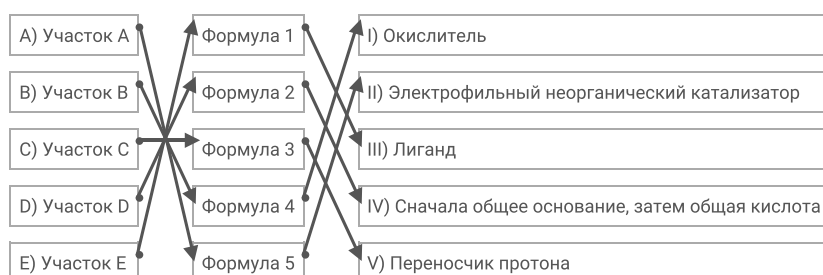 A) Участок A Формула 1 I) Окислитель
B) Участок B Формула 2 II) Электрофильный неорганический катализатор
C) Участок C Формула 3 III) Лиганд
D) Участок D Формула 4 IV) Сначала общее основание, затем общая кислота
E) Участок E Формула 5 V) Переносчик протона